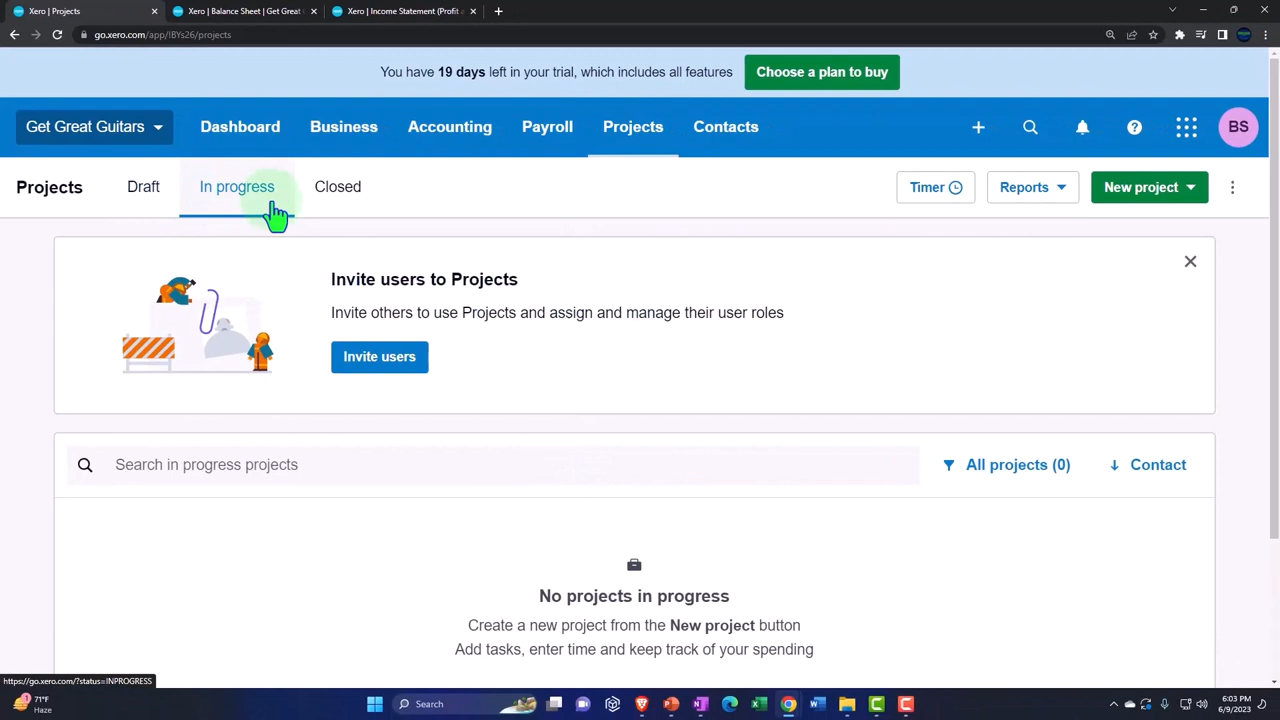 Xero | Projects
Xero | Balance Sheet | Get Great
Xero | Income Statement (Profit a
go.xero.com/app/!8Ys26/projects
You have 19 days left in your trial, which includes all features
Choose a plan to buy
Get Great Guitars
Dashboard
Business
Accounting
Payroll
Projects
Contacts
BS
Projects
Draft
In progress
Closed
Timer
Reports
New project
Invite users to Projects
Invite others to use Projects and assign and manage their user roles
Invite users
Search in progress projects
All projects (0)
Contact
No projects in progress
Create a new project from the New project button
Add tasks, enter time and keep track of your spending
https://go.xero.com/?status=INPROGRESS
71°F
Haze
Search
6:03 PM
6/9/2023